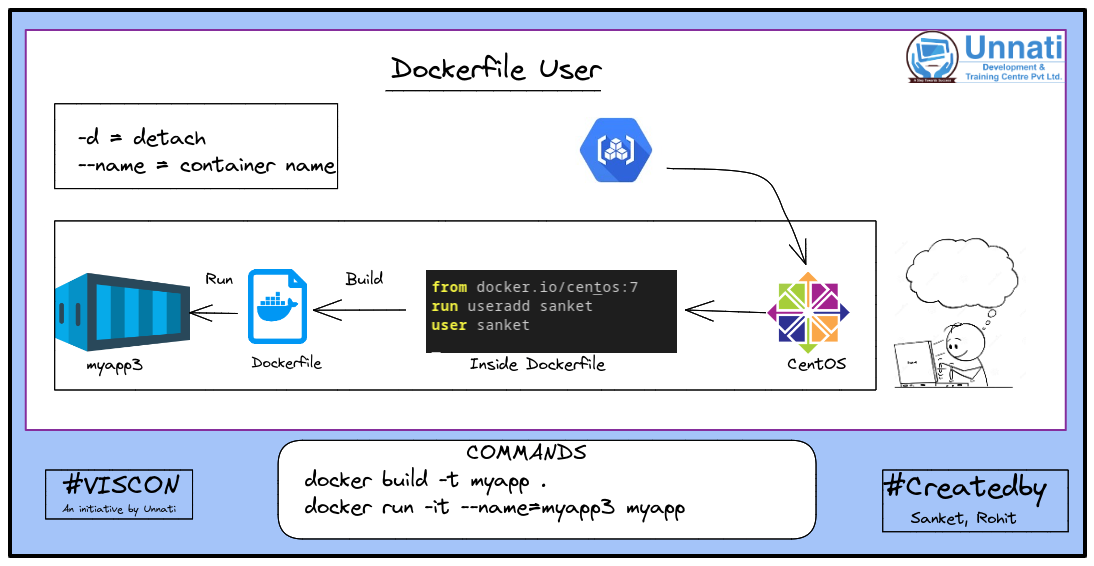 Dockerfile User
Unnati
Development &
Training Centre Pvt Ltd.
-d = detach
--name = container name
Run
Build
from docker.io/centos:7
run useradd sanket
user sanket
myapp3
Dockerfile
Inside Dockerfile
CentOS
#VISCON
An initiative by Unnati
COMMANDS
docker build -t myapp .
docker run -it --name=myapp3 myapp
#Createdby
Sanket, Rohit